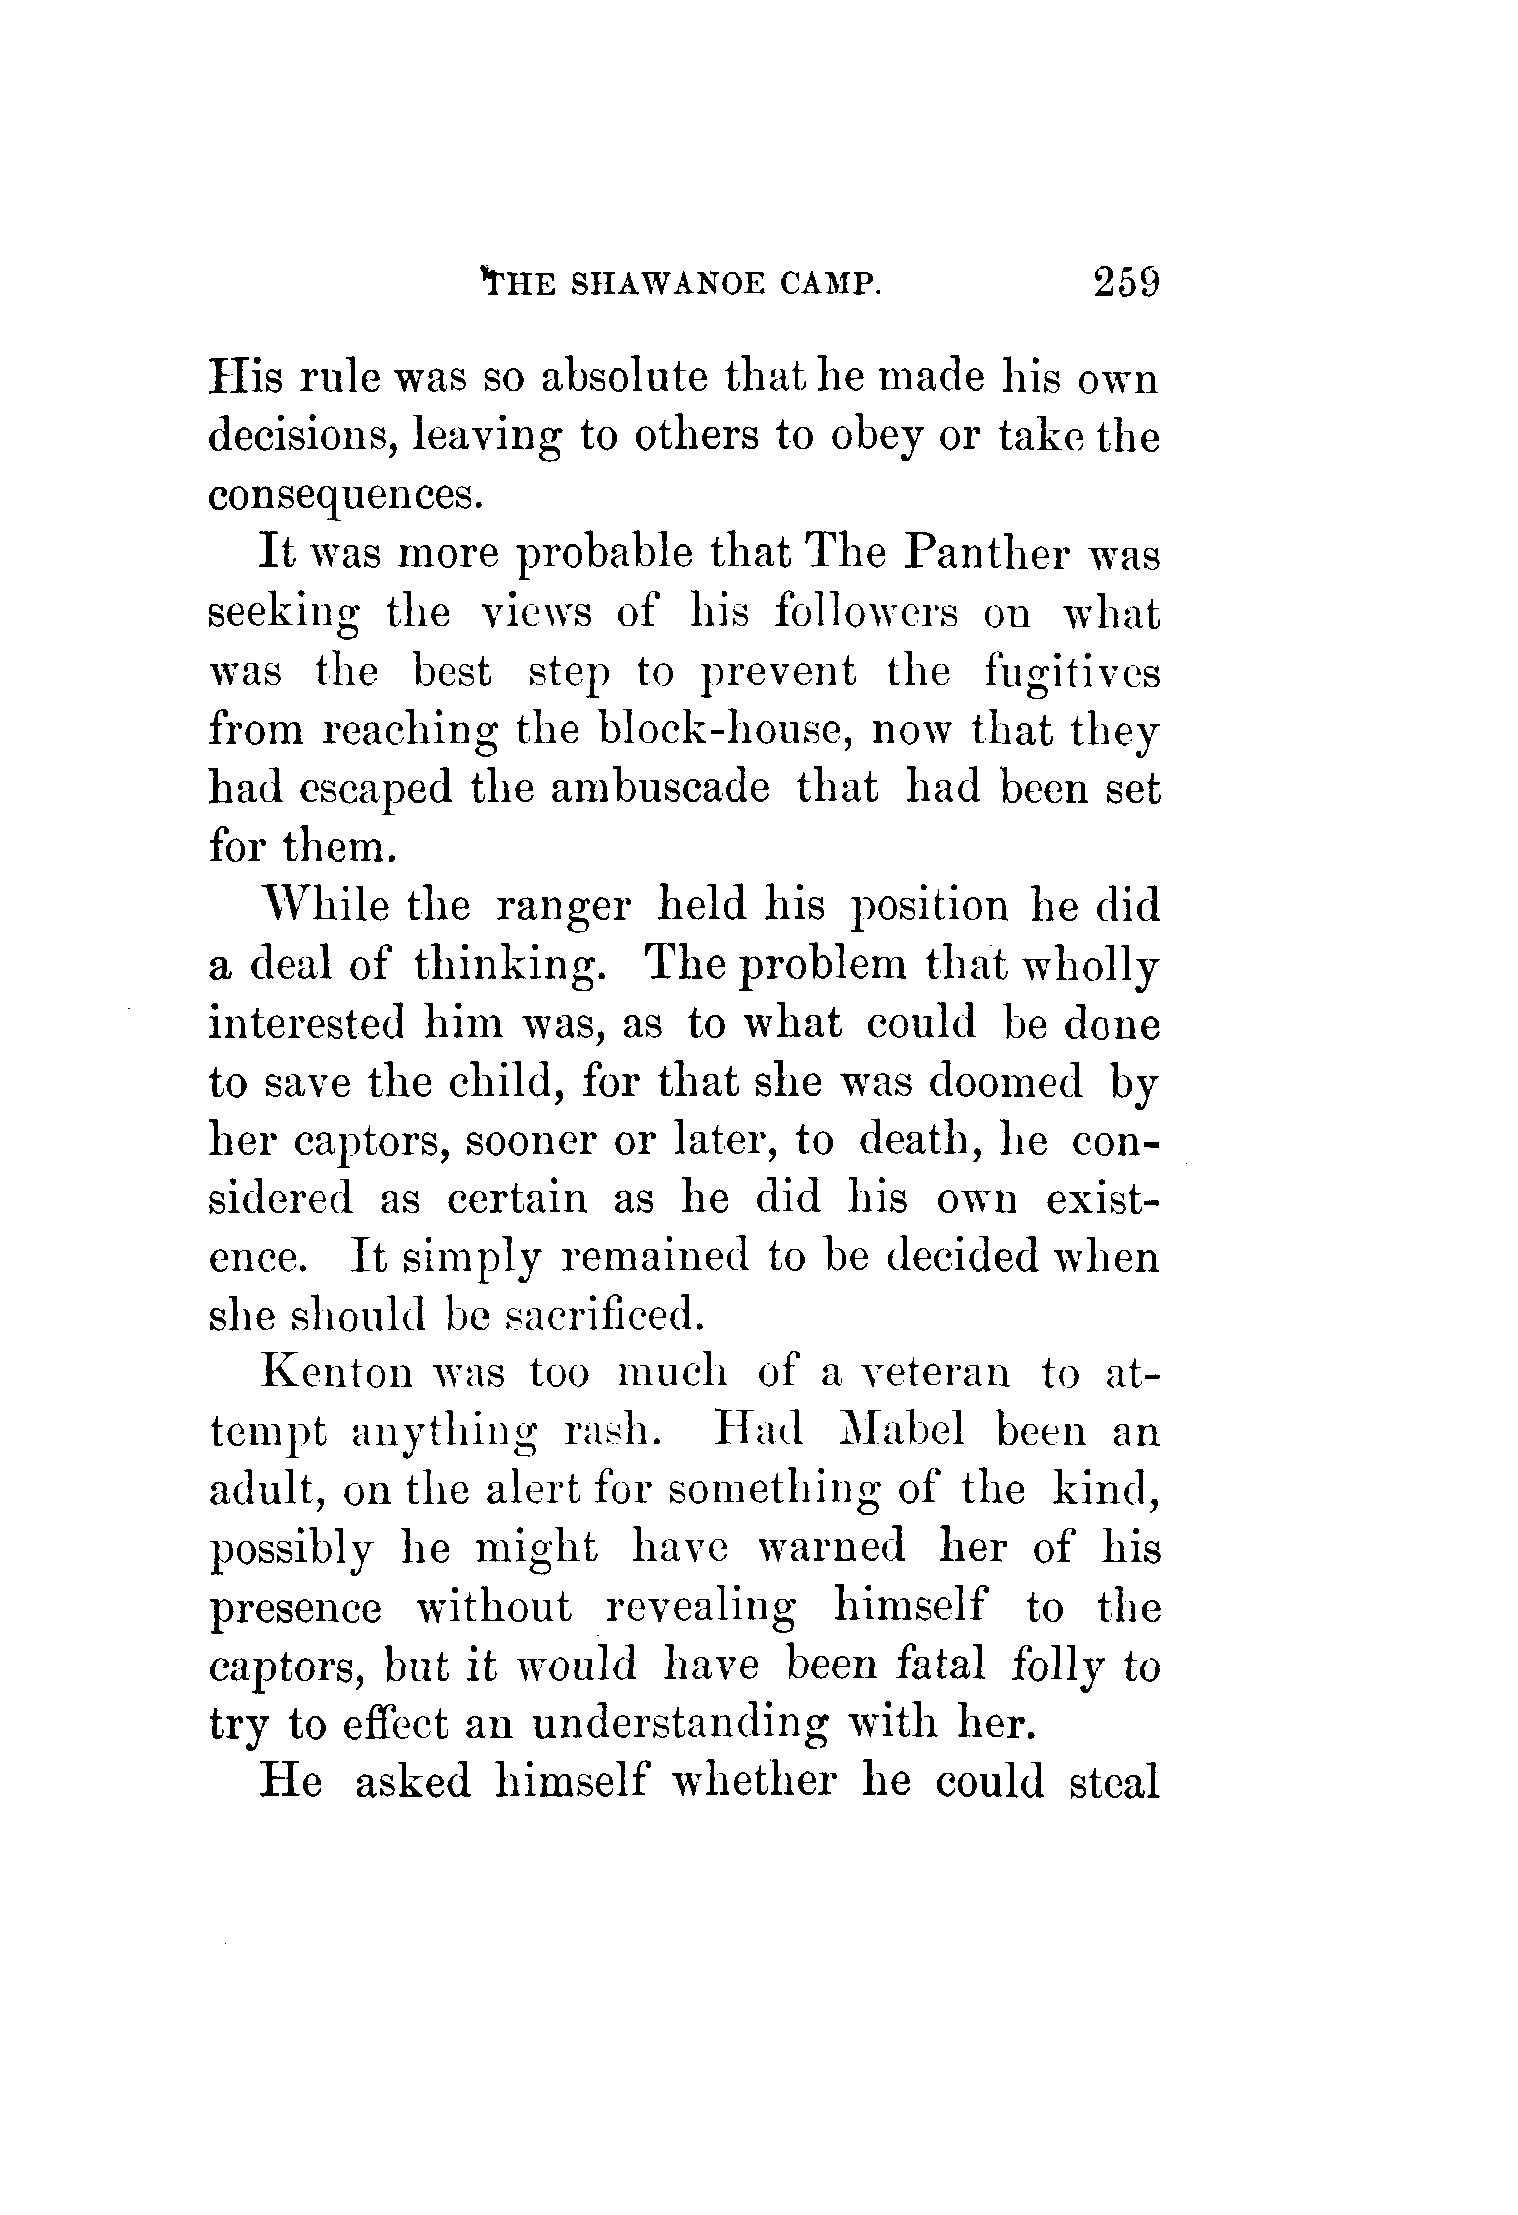 THE SHAWANOE CAMP. 259
His rule was so absolute that he made his own
decisions, leaving to others to obey or take the
consequences.
It was more probable that The Panther was
seeking the views of his followers on what
was the best step to prevent the fugitives
from reaching the block-house, now that they
had escaped the ambuscade that had been set
for them.
While the ranger held his position he did
a deal of thinking. The problem that wholly
interested him was, as to what could be done
to save the child, for that she was doomed by
her captors, sooner or later, to death, he con-
sidered as certain as he did his own exist-
ence. It simply remained to be decided when
she should be sacrificed.
Kenton was too much of a veteran to at-
tempt anything rash. Had Mabel been an
adult, on the alert for something of the kind,
possibly he might have warned her of his
presence without revealing himself to the
captors, but it would have been fatal folly to
try to effect an understanding with her.
He asked himself whether he could steal